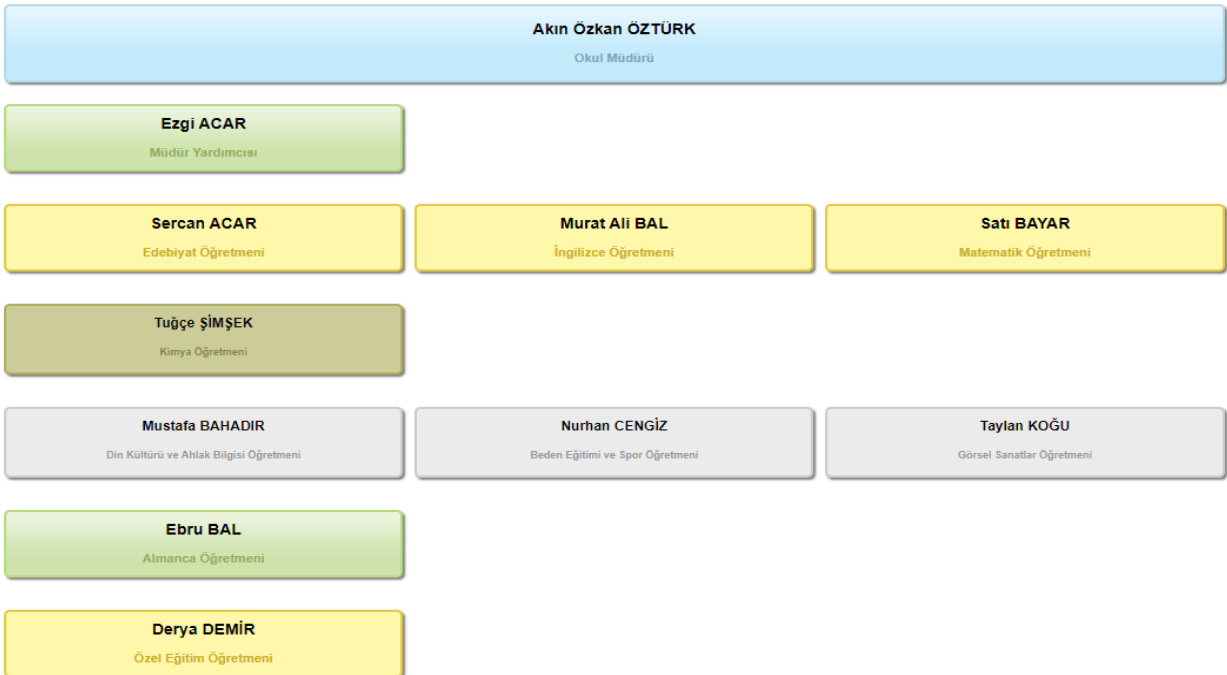 Akın Özkan ÖZTÜRK
Okul Müdürü
Ezgi ACAR
Müdür Yardımcısı
Sercan ACAR
Edebiyat Öğretmeni
Murat Ali BAL
İngilizce Öğretmeni
Satı BAYAR
Matematik Öğretmeni
Tuğçe ŞİMŞEK
Kimya Öğretmeni
Mustafa BAHADIR
Din Kültürü ve Ahlak Bilgisi Öğretmeni
Nurhan CENGİZ
Beden Eğitimi ve Spor Öğretmeni
Taylan KOĞU
Görsel Sanatlar Öğretmeni
Ebru BAL
Almanca Öğretmeni
Derya DEMİR
Özel Eğitim Öğretmeni